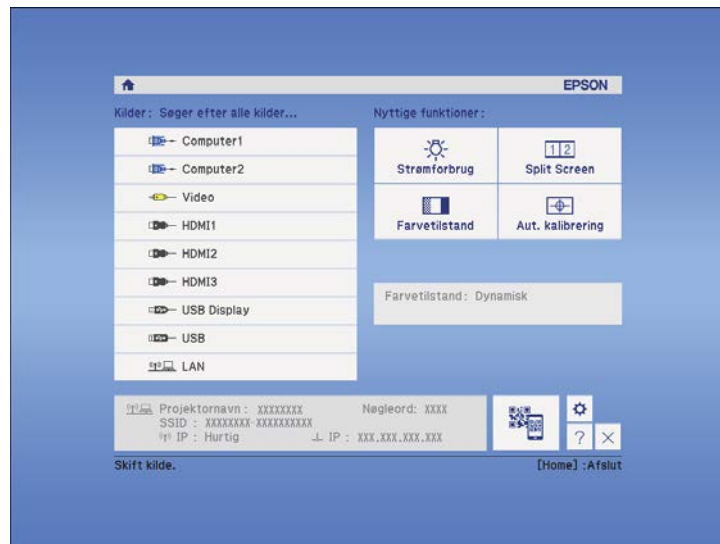 EPSON
Kilder : Søger efter alle kilder...
Computer1
Computer2
Video
HDMI1
HDMI2
HDMI3
USB Display
USB
LAN
Nyttige funktioner :
Strømforbrug
1 2
Split Screen
Farvetilstand
Aut. kalibrering
Farvetilstand : Dynamisk
Projektornavn : XXXXXXXX Nøgleord: XXXX
SSID : XXXXXXXX-XXXXXXXXXX
IP : Hurtig IP : XXX.XXX.XXX.XXX
?
Skift kilde. [Home] :Afslut